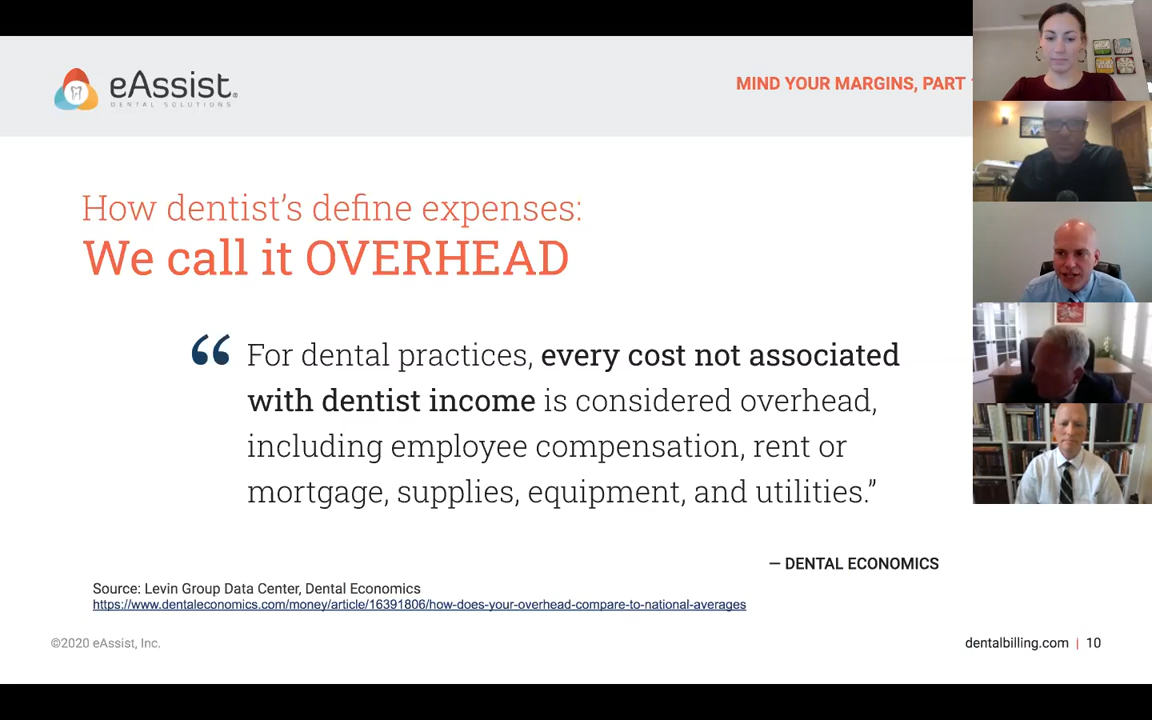 eAssist
DENTAL SOLUTIONS
MIND YOUR MARGINS, PART
How dentist’s define expenses:
We call it OVERHEAD
“ For dental practices, every cost not associated
with dentist income is considered overhead,
including employee compensation, rent or
mortgage, supplies, equipment, and utilities.”
— DENTAL ECONOMICS
Source: Levin Group Data Center, Dental Economics
https://www.dentaleconomics.com/money/article/16391806/how-does-your-overhead-compare-to-national-averages
©2020 eAssist, Inc.
dentalbilling.com | 10